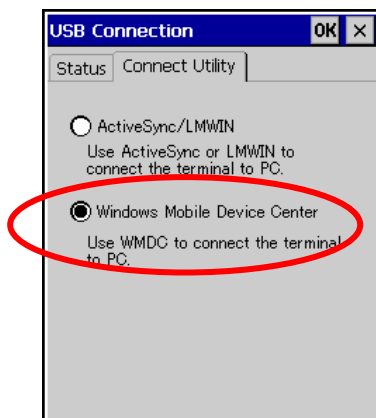 USB Connection OK ×
Status Connect Utility
ActiveSync/LMWIN
Use ActiveSync or LMWIN to
connect the terminal to PC.
Windows Mobile Device Center
Use WMDC to connect the terminal
to PC.